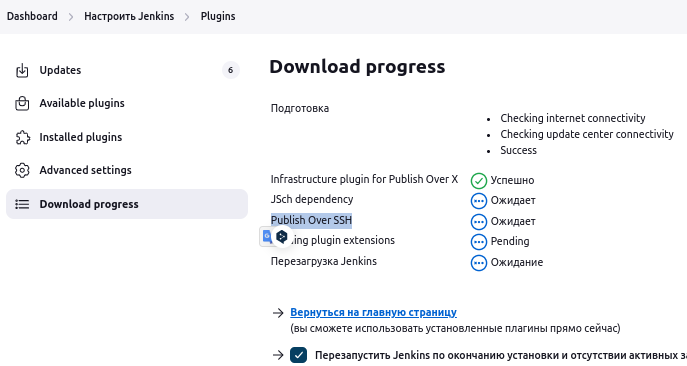 Dashboard > Настроить Jenkins > Plugins
Updates 6
Available plugins
Installed plugins
Advanced settings
Download progress
Download progress
Подготовка
Checking internet connectivity
Checking update center connectivity
Success
Infrastructure plugin for Publish Over X Успешно
JSch dependency Ожидает
Publish Over SSH Ожидает
ing plugin extensions Pending
Перезагрузка Jenkins Ожидание
Вернуться на главную страницу
(вы сможете использовать установленные плагины прямо сейчас)
Перезапустить Jenkins по окончанию установки и отсутствии активных за